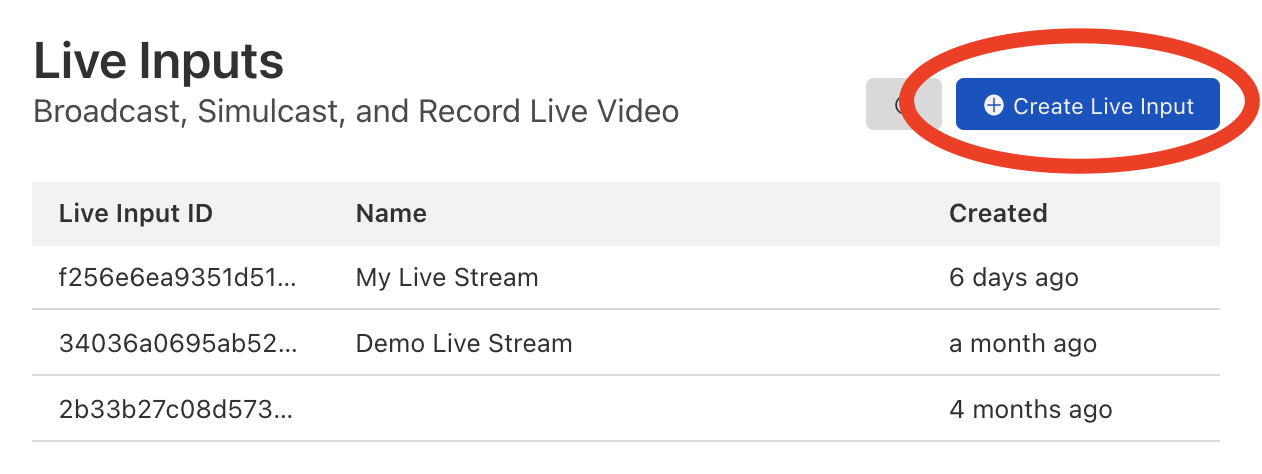 Live Inputs
Broadcast, Simulcast, and Record Live Video
Create Live Input
Live Input ID Name Created
f256e6ea9351d51... My Live Stream 6 days ago
34036a0695ab52... Demo Live Stream a month ago
2b33b27c08d573... 4 months ago